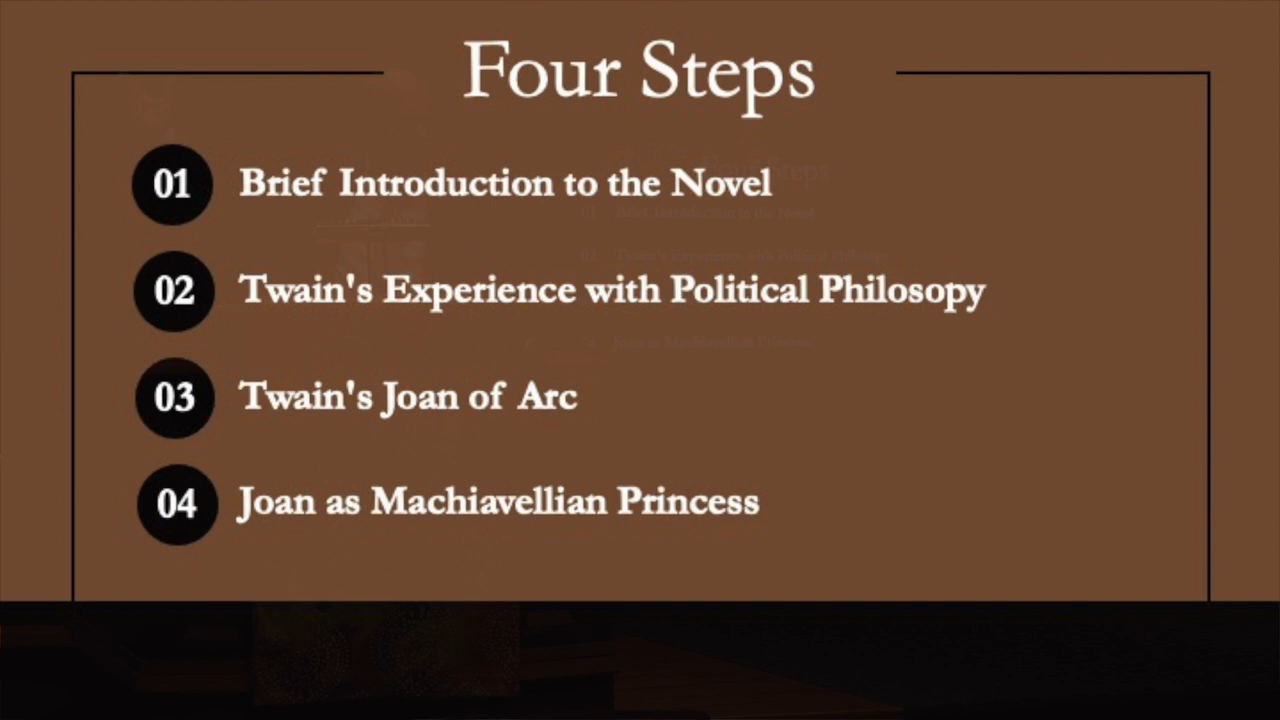 Four Steps
01 Brief Introduction to the Novel
02 Twain's Experience with Political Philosopy
03 Twain's Joan of Arc
04 Joan as Machiavellian Princess